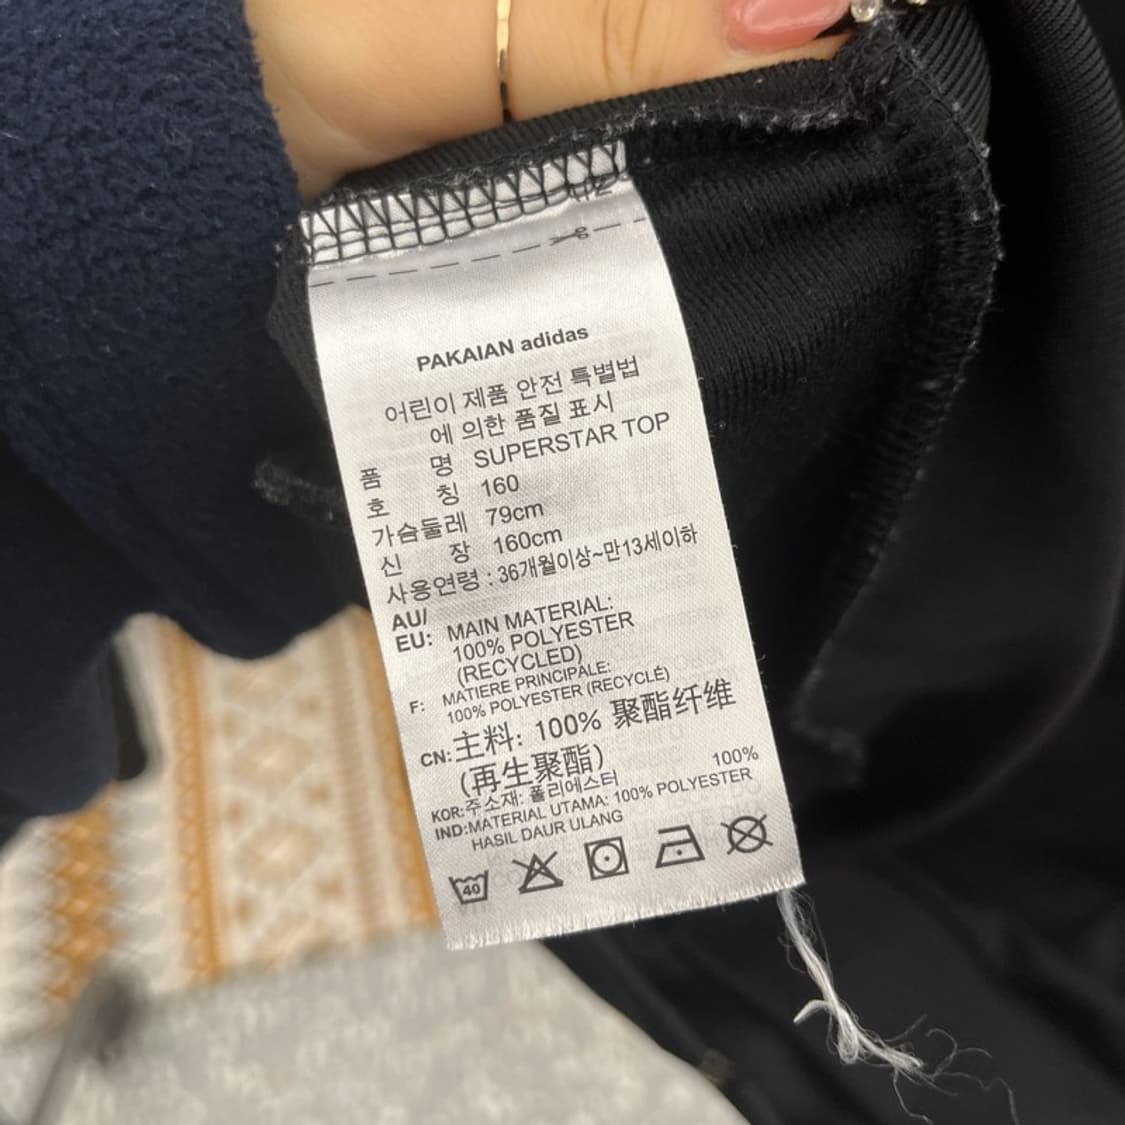 PAKAIAN adidas
어린이 제품 안전 특별법
에 의한 품질 표시
품 명 SUPERSTAR TOP
호 칭 160
가슴둘레 79cm
신 장 160cm
사용연령 : 36개월이상~만13세이하
AU/
EU: MAIN MATERIAL:
100% POLYESTER
(RECYCLED)
F: MATIERE PRINCIPALE:
100% POLYESTER (RECYCLÉ)
CN: 主料: 100% 聚酯纤维
(再生聚酯)
KOR:주소재: 폴리에스터 100%
IND:MATERIAL UTAMA: 100% POLYESTER
HASIL DAUR ULANG
40